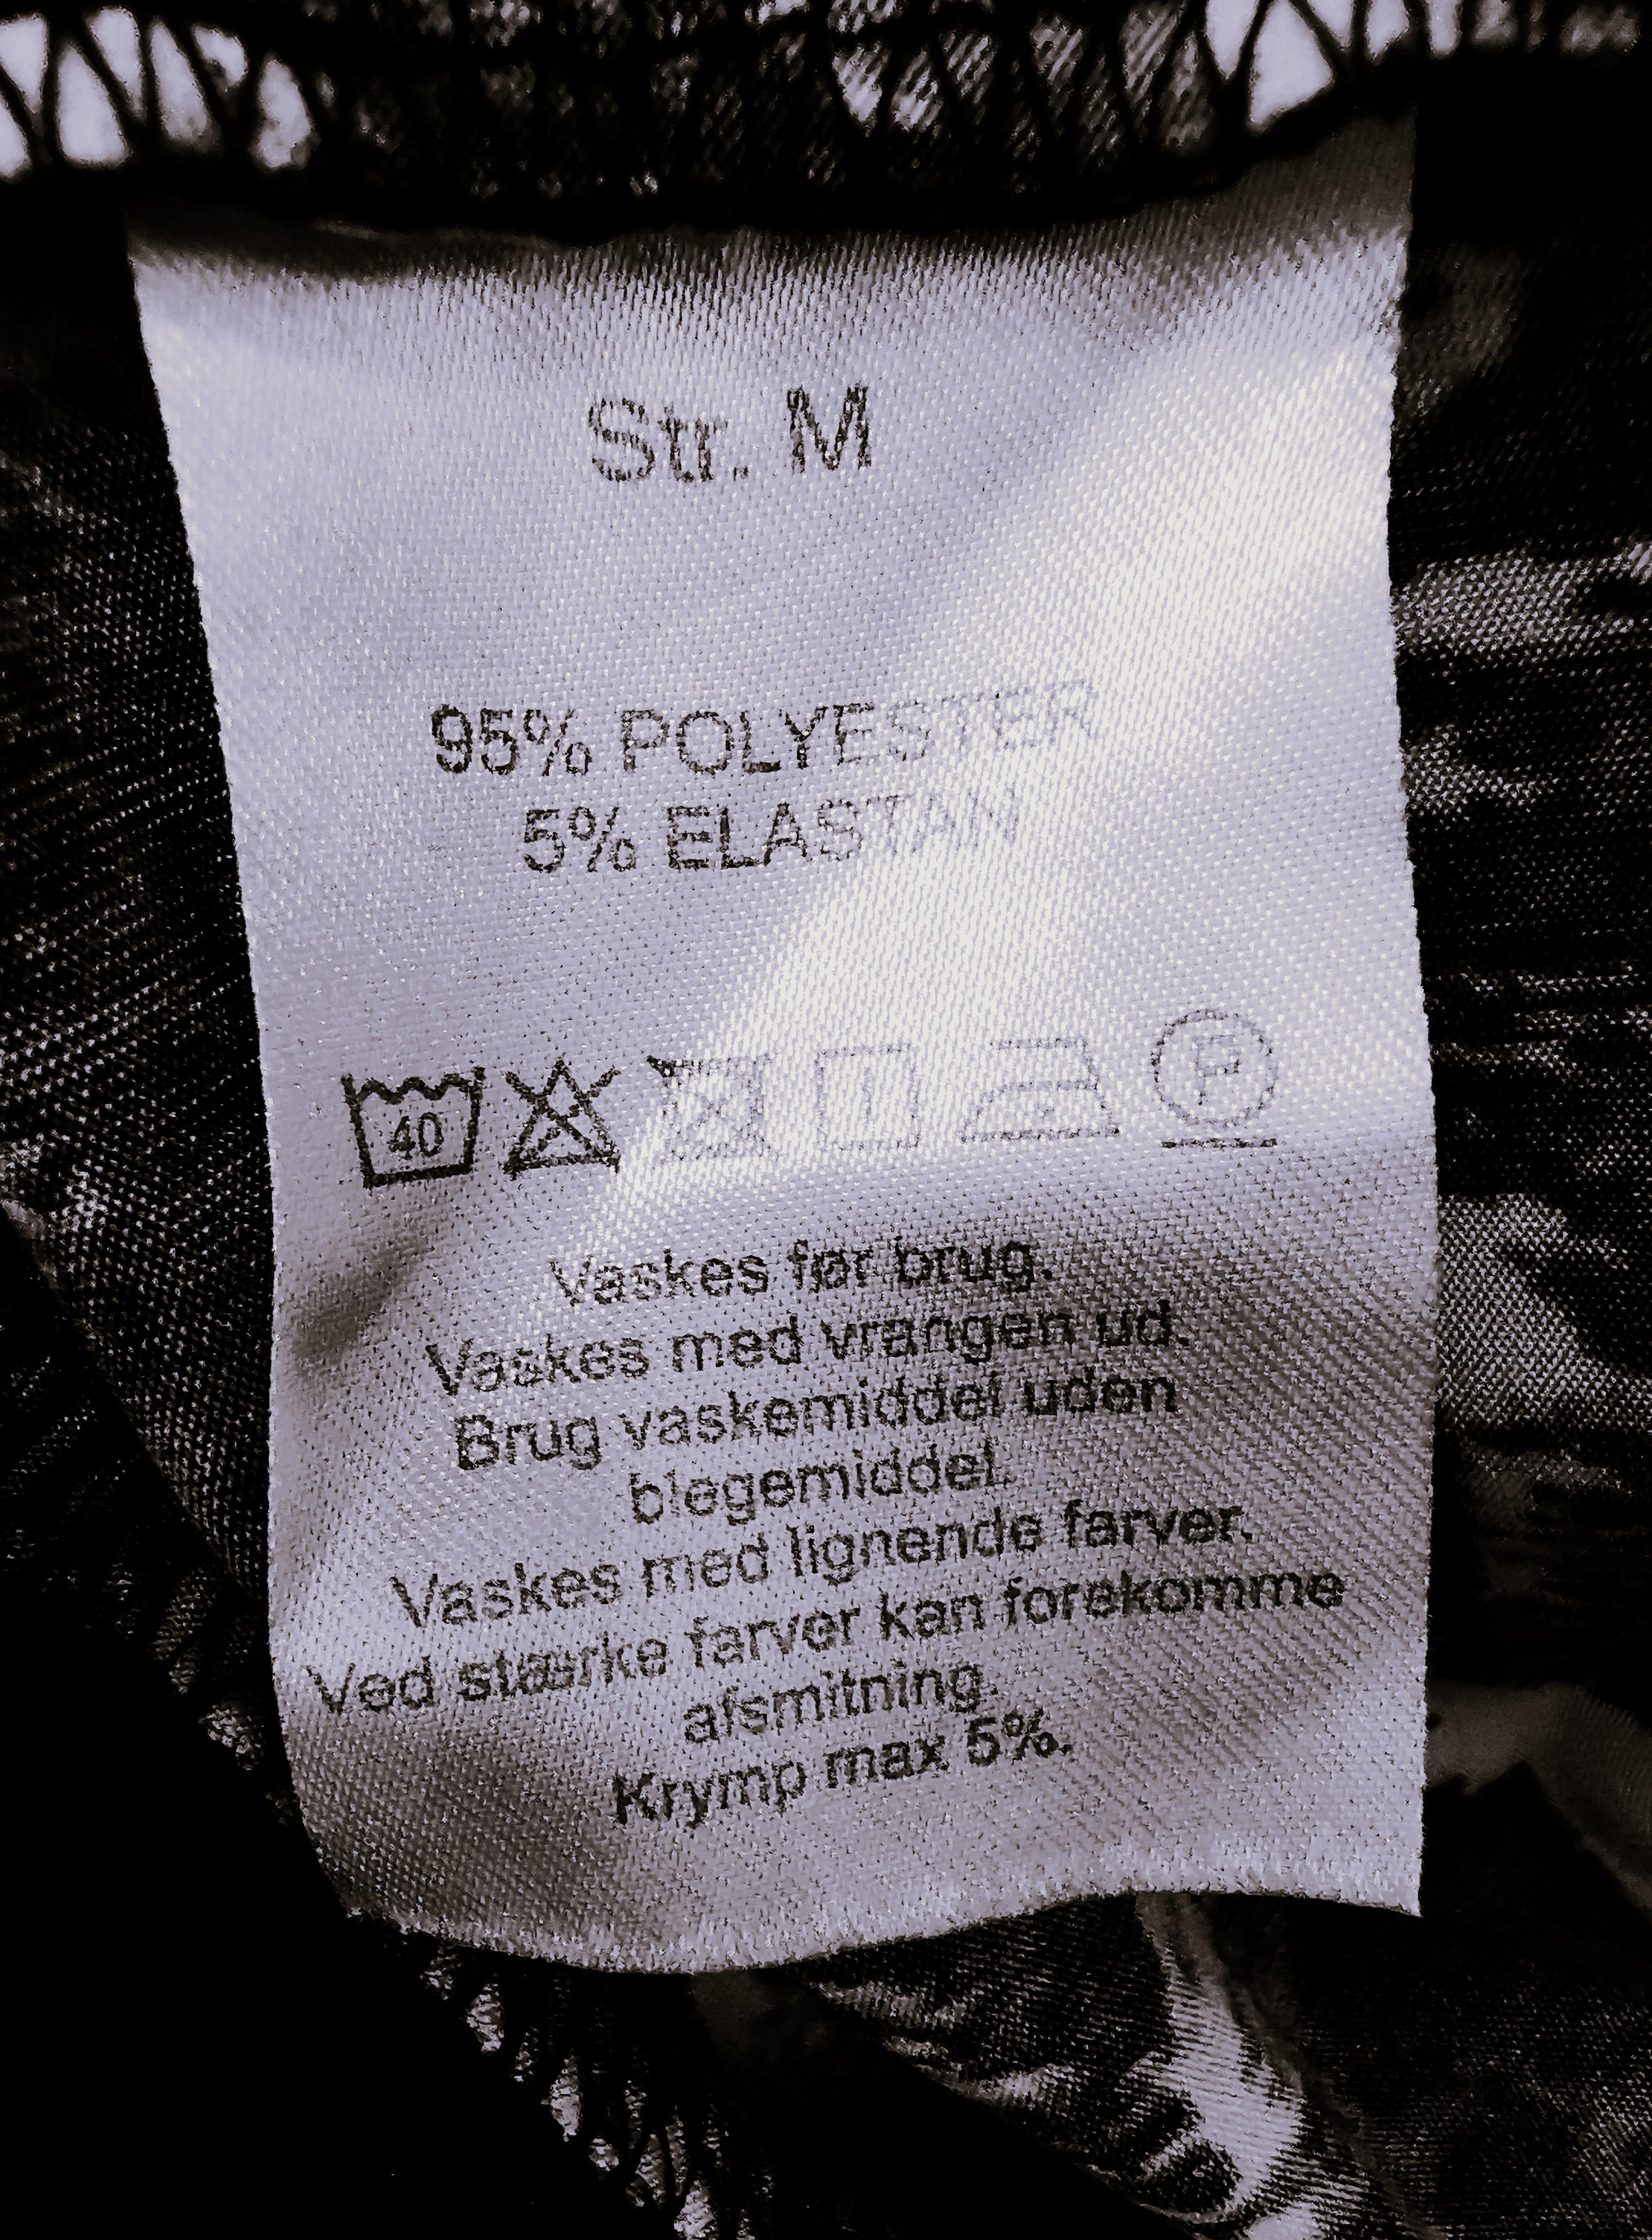 Str. M
95% POLYESTER
5% ELASTAN
40 P
Vaskes før brug.
Vaskes med vrangen ud.
Brug vaskemiddel uden
blegemiddel.
Vaskes med lignende farver.
Ved stærke farver kan forekomme
afsmitning.
Krymp max 5%.